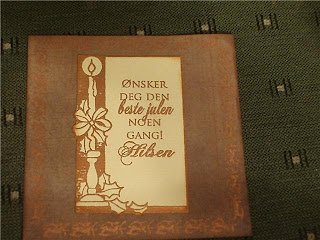 ØNSKER
DEG DEN
beste julen
NOEN
GANG!
Hilsen